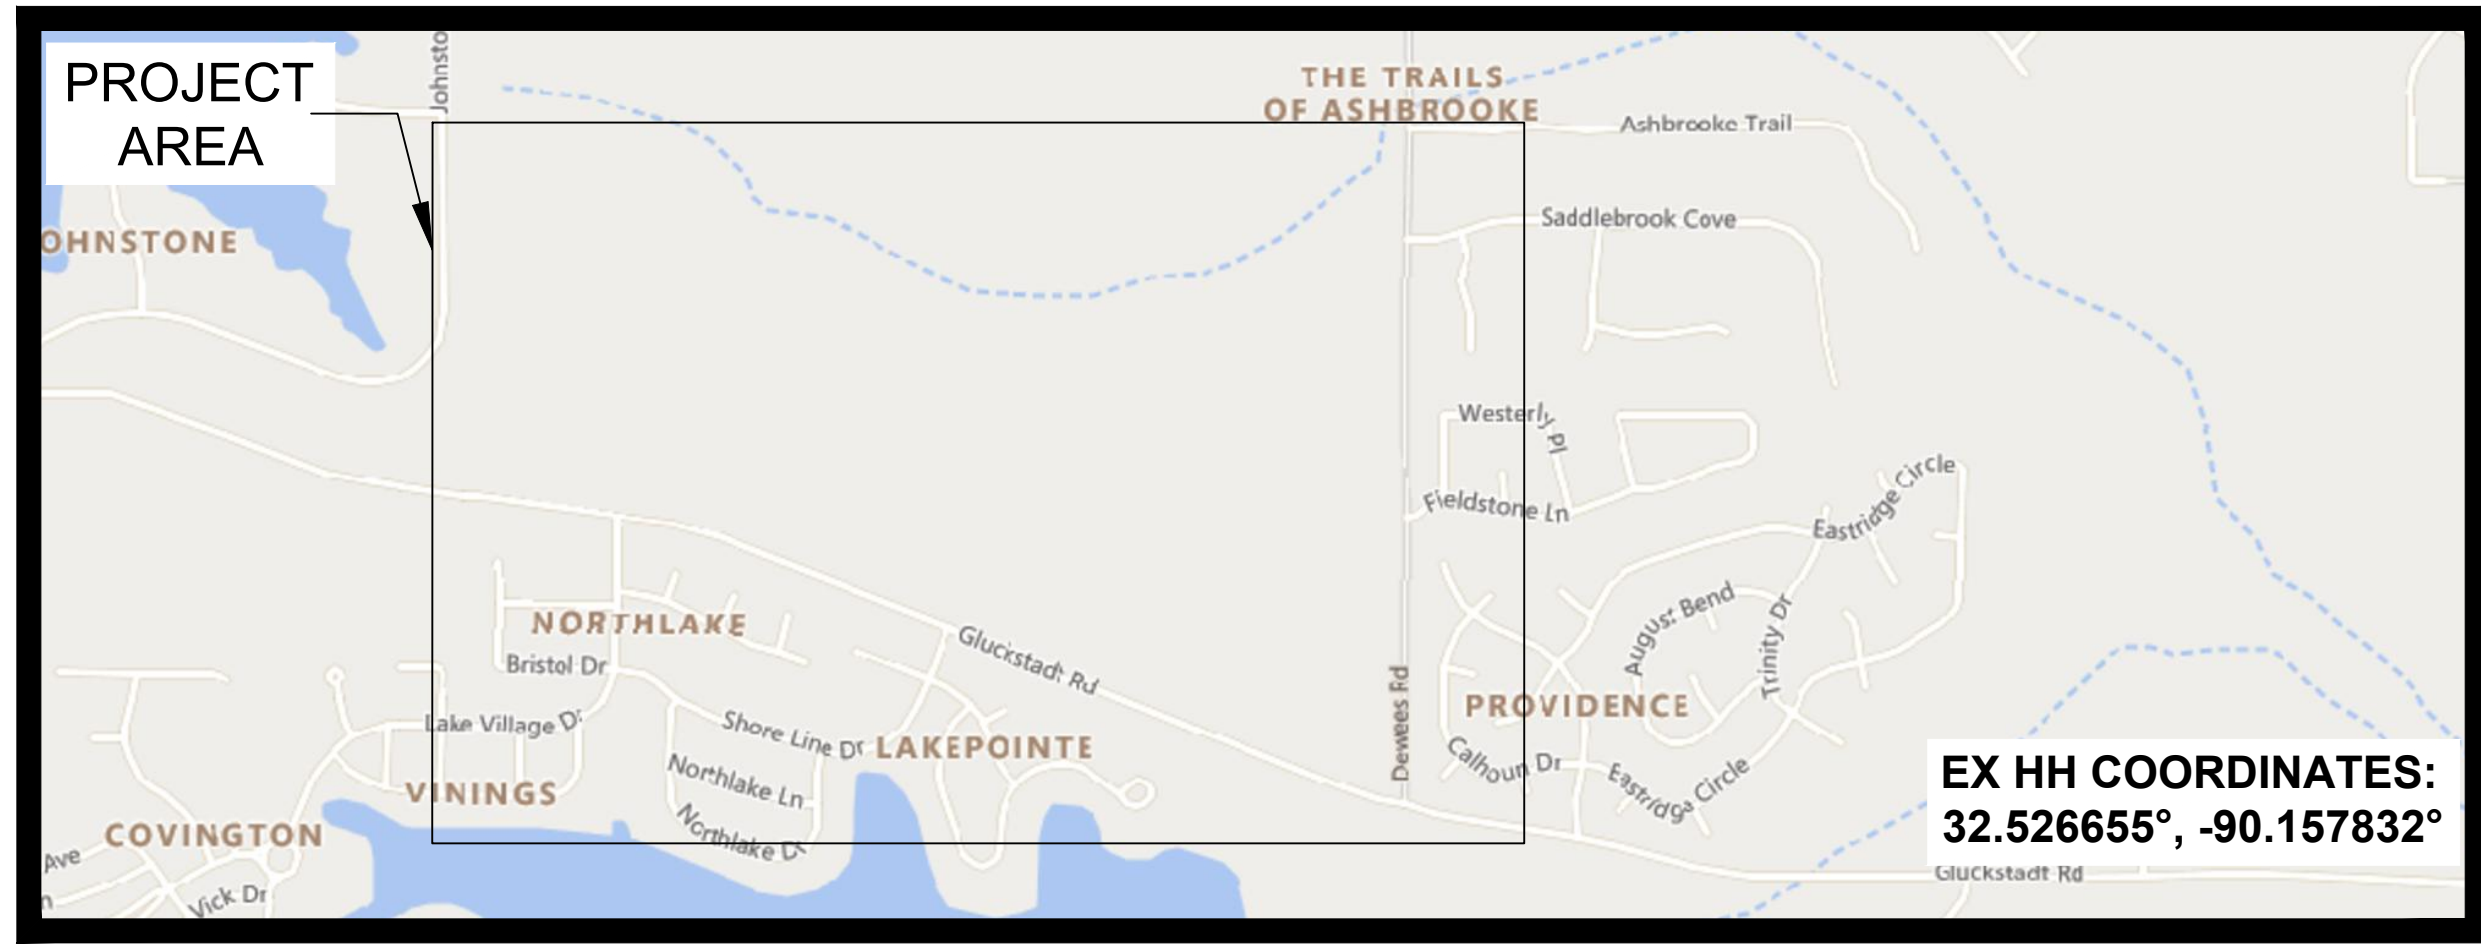 PROJECT
AREA
Johnsto
THE TRAILS
OF ASHBROOKE
Ashbrooke Trail
Saddlebrook Cove
OHNSTONE
Westerly Pl
Fieldstone Ln
Eastridge Circle
August Bend
Trinity Dr
NORTHLAKE
Bristol Dr
Gluckstadt Rd
Dewees Rd
PROVIDENCE
Lake Village Dr
Shore Line Dr
LAKEPOINTE
Calhoun Dr
Eastridge Circle
Northlake Ln
VININGS
Northlake Dr
COVINGTON
Ave
n
Vick Dr
EX HH COORDINATES:
32.526655°, -90.157832°
Gluckstadt Rd